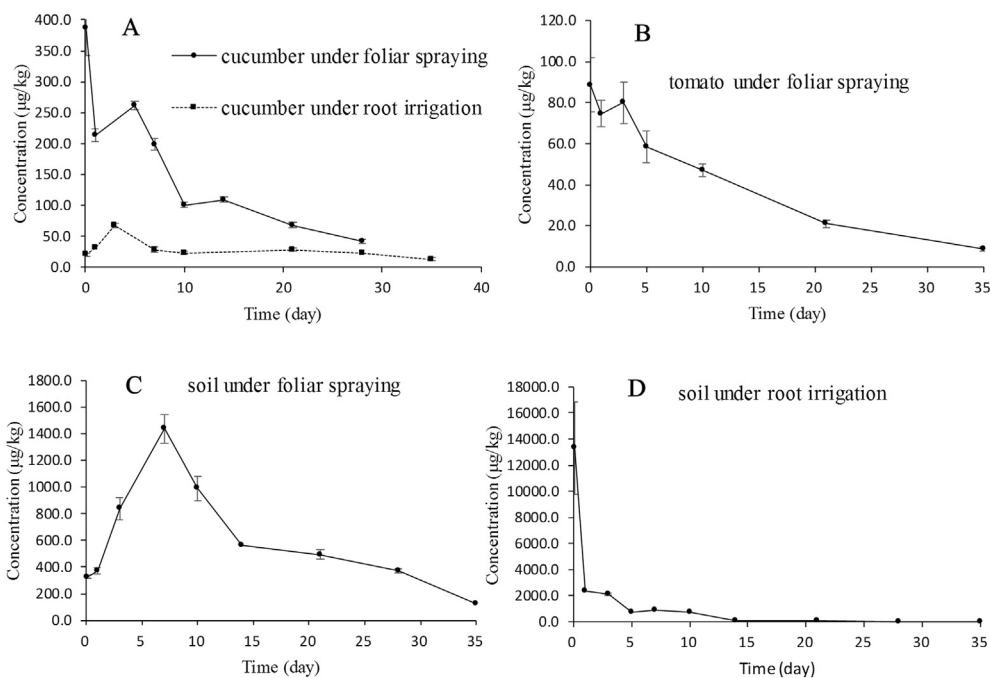 A
cucumber under foliar spraying
cucumber under root irrigation
Concentration (µg/kg)
400.0
350.0
300.0
250.0
200.0
150.0
100.0
50.0
0.0
0 10 20 30 40
Time (day)
B
tomato under foliar spraying
Concentration (µg/kg)
120.0
100.0
80.0
60.0
40.0
20.0
0.0
0 5 10 15 20 25 30 35
Time (day)
C
soil under foliar spraying
Concentration (µg/kg)
1800.0
1600.0
1400.0
1200.0
1000.0
800.0
600.0
400.0
200.0
0.0
0 5 10 15 20 25 30 35
Time (day)
D
soil under root irrigation
Concentration (µg/kg)
18000.0
16000.0
14000.0
12000.0
10000.0
8000.0
6000.0
4000.0
2000.0
0.0
0 5 10 15 20 25 30 35
Time (day)